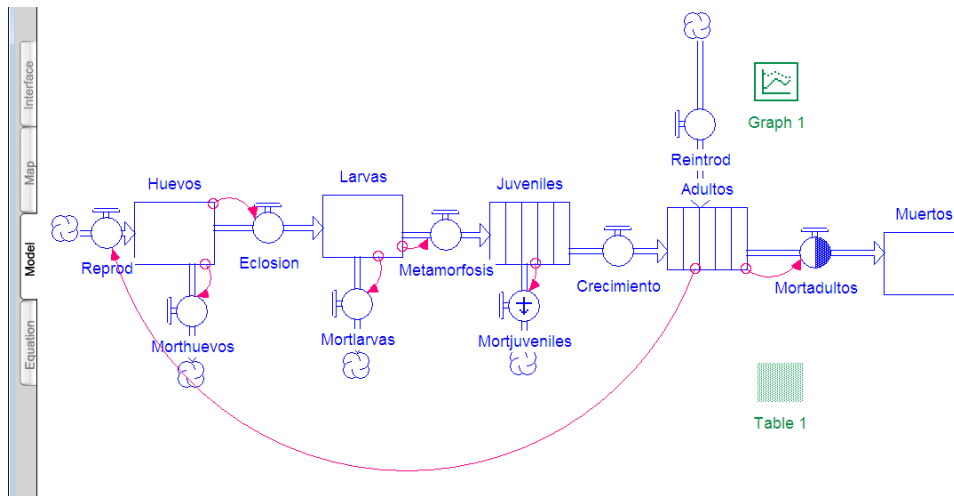 Interface
Map
Model
Equation
Graph 1
Reintrod
Huevos
Larvas
Juveniles
Adultos
Muertos
Reprod
Eclosion
Metamorfosis
Crecimiento
Mortadultos
Morthuevos
Mortlarvas
Mortjuveniles
Table 1